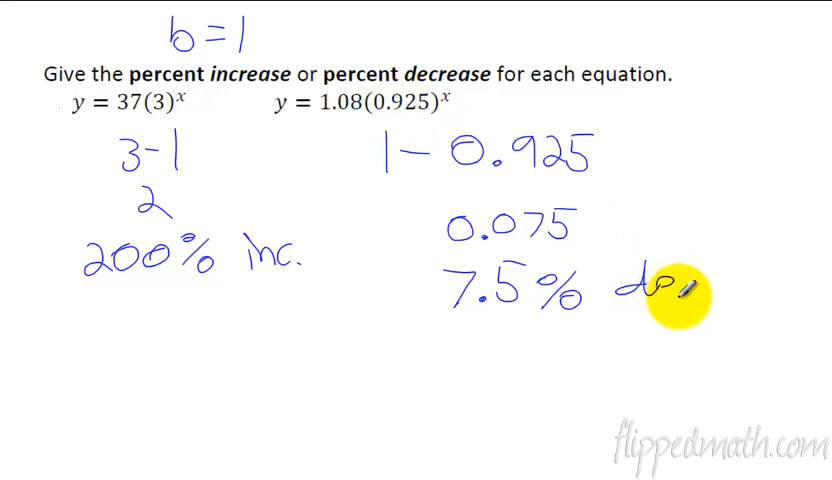 b = 1
Give the percent increase or percent decrease for each equation.
y = 37(3)^x    y = 1.08(0.925)^x
3 - 1    1 - 0.925
2    0.075
200% inc.    7.5% de
flippedmath.com